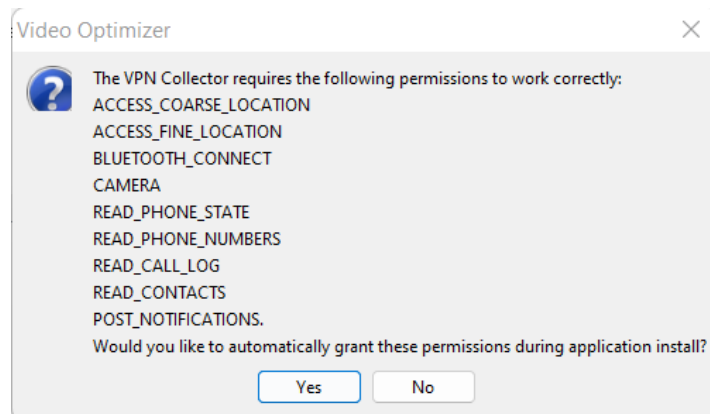 Video Optimizer
The VPN Collector requires the following permissions to work correctly:
ACCESS_COARSE_LOCATION
ACCESS_FINE_LOCATION
BLUETOOTH_CONNECT
CAMERA
READ_PHONE_STATE
READ_PHONE_NUMBERS
READ_CALL_LOG
READ_CONTACTS
POST_NOTIFICATIONS.
Would you like to automatically grant these permissions during application install?
Yes No